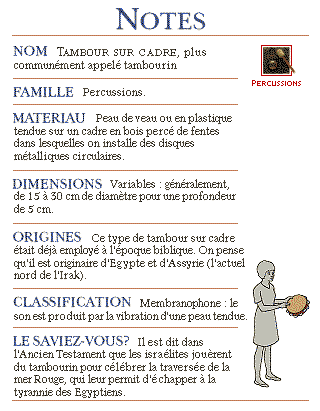 NOTES
NOM TAMBOUR SUR CADRE, plus
communément appelé tambourin
PERCUSSIONS
FAMILLE Percussions.
MATERIAU Peau de veau ou en plastique
tendue sur un cadre en bois percé de fentes
dans lesquelles on installe des disques
métalliques circulaires.
DIMENSIONS Variables : généralement,
de 15 à 30 cm de diamètre pour une profondeur
de 5 cm.
ORIGINES Ce type de tambour sur cadre
était déjà employé à l'époque biblique. On pense
qu'il est originaire d'Egypte et d'Assyrie (l'actuel
nord de l'Irak).
CLASSIFICATION Membranophone : le
son est produit par la vibration d'une peau tendue.
LE SAVIEZ-VOUS? Il est dit dans
l'Ancien Testament que les israélites jouèrent
du tambourin pour célébrer la traversée de la
mer Rouge, qui leur permit d'échapper à la
tyrannie des Egyptiens.